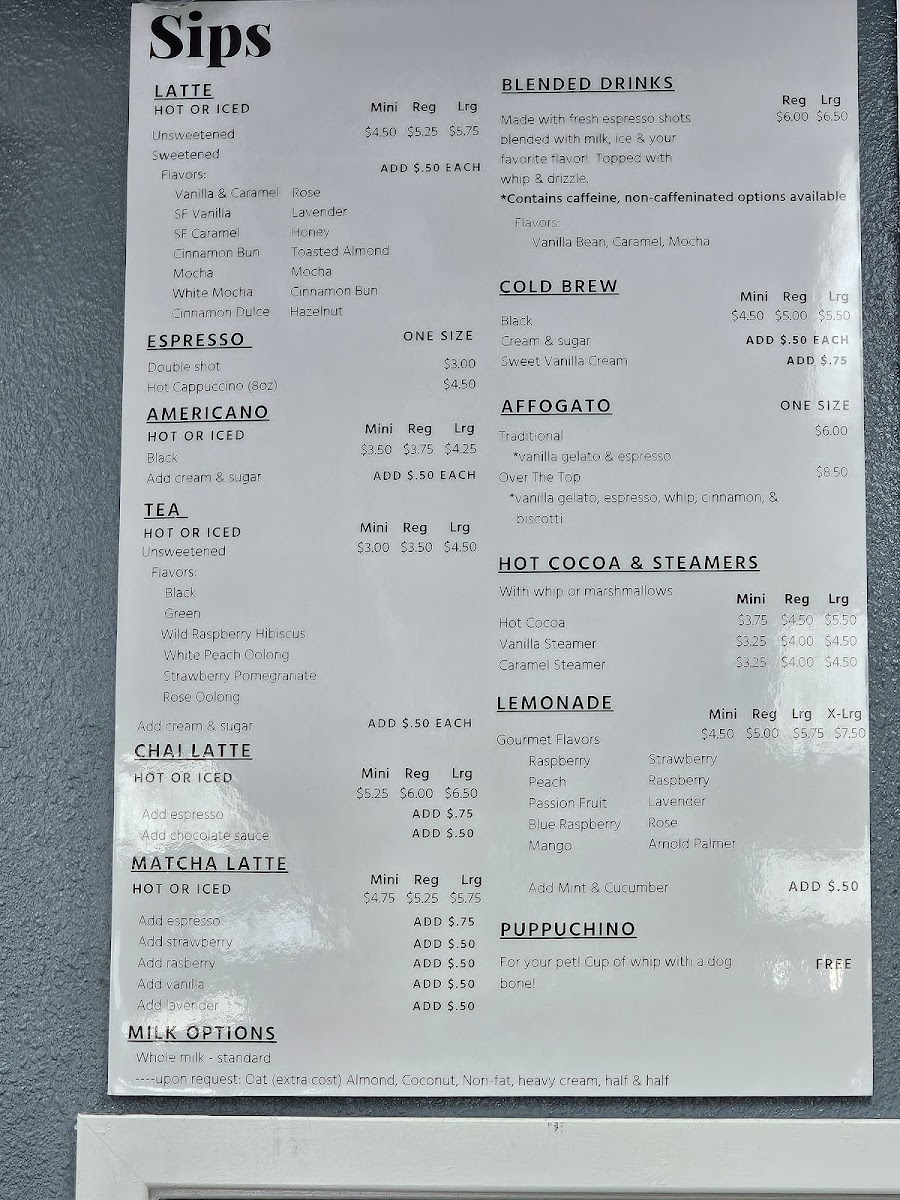 Sips
LATTE
HOT OR ICED Mini Reg Lrg
Unsweetened $4.50 $5.25 $5.75
Sweetened
Flavors: ADD $.50 EACH
Vanilla & Caramel Rose
SF Vanilla Lavender
SF Caramel Honey
Cinnamon Bun Toasted Almond
Mocha Mocha
White Mocha Cinnamon Bun
Cinnamon Dulce Hazelnut
ESPRESSO ONE SIZE
Double shot $3.00
Hot Cappuccino (8oz) $4.50
AMERICANO
HOT OR ICED Mini Reg Lrg
Black $3.50 $3.75 $4.25
Add cream & sugar ADD $.50 EACH
TEA
HOT OR ICED Mini Reg Lrg
Unsweetened $3.00 $3.50 $4.50
Flavors:
Black
Green
Wild Raspberry Hibiscus
White Peach Oolong
Strawberry Pomegranate
Rose Oolong
Add cream & sugar ADD $.50 EACH
CHAI LATTE
HOT OR ICED Mini Reg Lrg
$5.25 $6.00 $6.50
Add espresso ADD $.75
Add chocolate sauce ADD $.50
MATCHA LATTE
HOT OR ICED Mini Reg Lrg
$4.75 $5.25 $5.75
Add espresso ADD $.75
Add strawberry ADD $.50
Add rasberry ADD $.50
Add vanilla ADD $.50
Add lavender ADD $.50
MILK OPTIONS
Whole milk - standard
----upon request: Oat (extra cost) Almond, Coconut, Non-fat, heavy cream, half & half
BLENDED DRINKS
Reg Lrg
Made with fresh espresso shots $6.00 $6.50
blended with milk, ice & your
favorite flavor! Topped with
whip & drizzle.
*Contains caffeine, non-caffeninated options available
Flavors:
Vanilla Bean, Caramel, Mocha
COLD BREW
Mini Reg Lrg
Black $4.50 $5.00 $5.50
Cream & sugar ADD $.50 EACH
Sweet Vanilla Cream ADD $.75
AFFOGATO ONE SIZE
Traditional $6.00
*vanilla gelato & espresso
Over The Top $8.50
*vanilla gelato, espresso, whip, cinnamon, &
biscotti
HOT COCOA & STEAMERS
With whip or marshmallows
Mini Reg Lrg
Hot Cocoa $3.75 $4.50 $5.50
Vanilla Steamer $3.25 $4.00 $4.50
Caramel Steamer $3.25 $4.00 $4.50
LEMONADE
Mini Reg Lrg X-Lrg
Gourmet Flavors $4.50 $5.00 $5.75 $7.50
Raspberry Strawberry
Peach Raspberry
Passion Fruit Lavender
Blue Raspberry Rose
Mango Arnold Palmer
Add Mint & Cucumber ADD $.50
PUPPUCHINO
For your pet! Cup of whip with a dog FREE
bone!